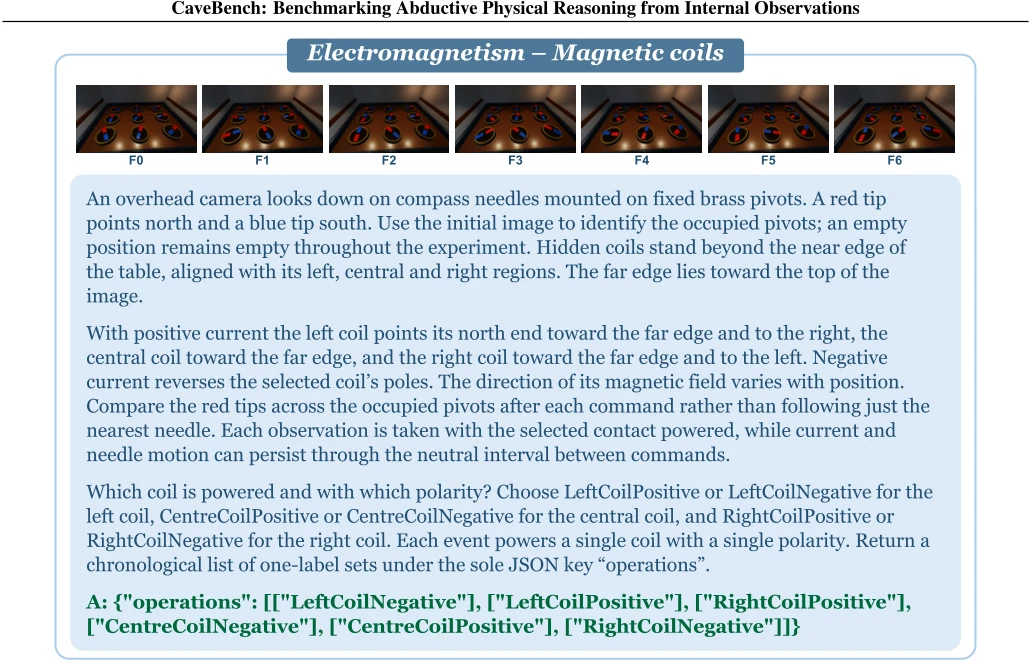 CaveBench: Benchmarking Abductive Physical Reasoning from Internal Observations
Electromagnetism – Magnetic coils
F0 F1 F2 F3 F4 F5 F6
An overhead camera looks down on compass needles mounted on fixed brass pivots. A red tip
points north and a blue tip south. Use the initial image to identify the occupied pivots; an empty
position remains empty throughout the experiment. Hidden coils stand beyond the near edge of
the table, aligned with its left, central and right regions. The far edge lies toward the top of the
image.
With positive current the left coil points its north end toward the far edge and to the right, the
central coil toward the far edge, and the right coil toward the far edge and to the left. Negative
current reverses the selected coil’s poles. The direction of its magnetic field varies with position.
Compare the red tips across the occupied pivots after each command rather than following just the
nearest needle. Each observation is taken with the selected contact powered, while current and
needle motion can persist through the neutral interval between commands.
Which coil is powered and with which polarity? Choose LeftCoilPositive or LeftCoilNegative for the
left coil, CentreCoilPositive or CentreCoilNegative for the central coil, and RightCoilPositive or
RightCoilNegative for the right coil. Each event powers a single coil with a single polarity. Return a
chronological list of one-label sets under the sole JSON key “operations”.
A: {"operations": [["LeftCoilNegative"], ["LeftCoilPositive"], ["RightCoilPositive"],
["CentreCoilNegative"], ["CentreCoilPositive"], ["RightCoilNegative"]]}